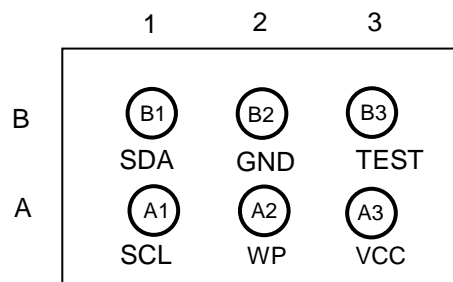 1 2 3
B B1 B2 B3
SDA GND TEST
A A1 A2 A3
SCL WP VCC